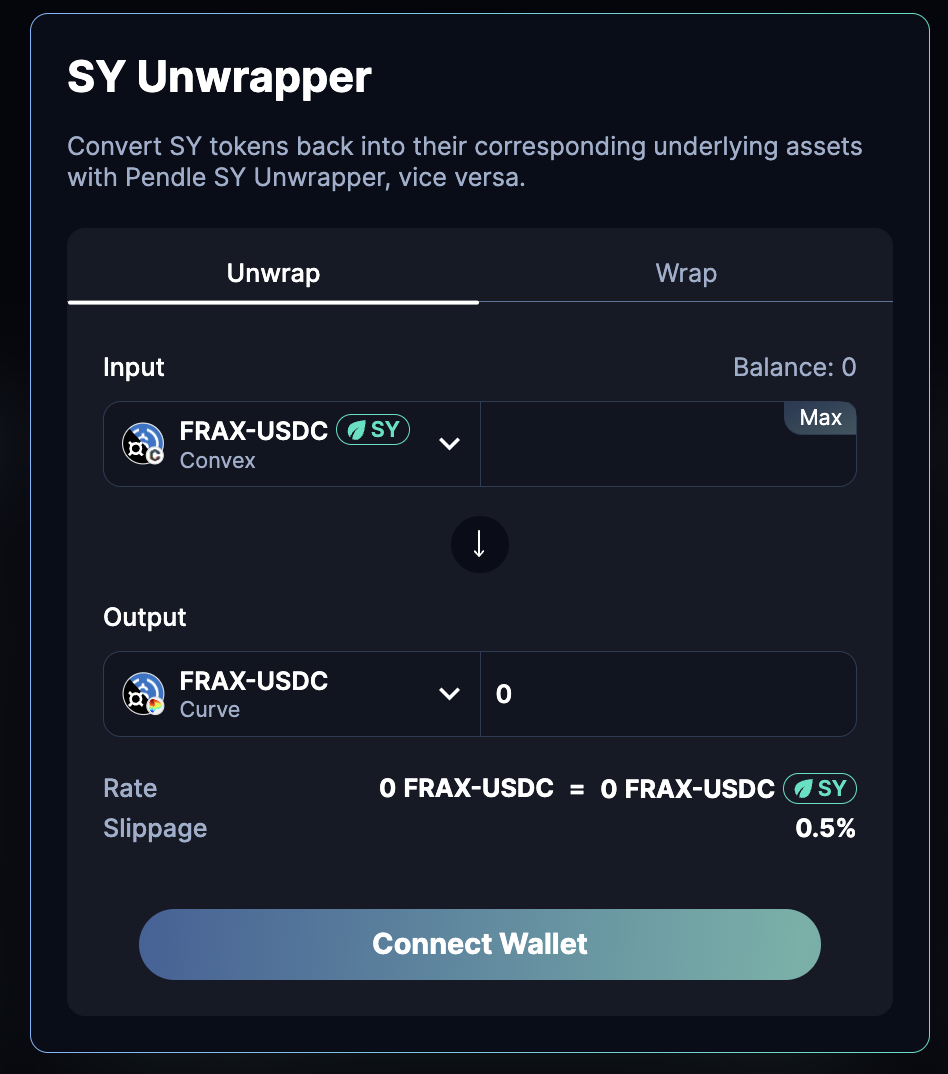 SY Unwrapper
Convert SY tokens back into their corresponding underlying assets
with Pendle SY Unwrapper, vice versa.
Unwrap Wrap
Input Balance: 0
FRAX-USDC SY Max
Convex
Output
FRAX-USDC 0
Curve
Rate 0 FRAX-USDC = 0 FRAX-USDC SY
Slippage 0.5%
Connect Wallet